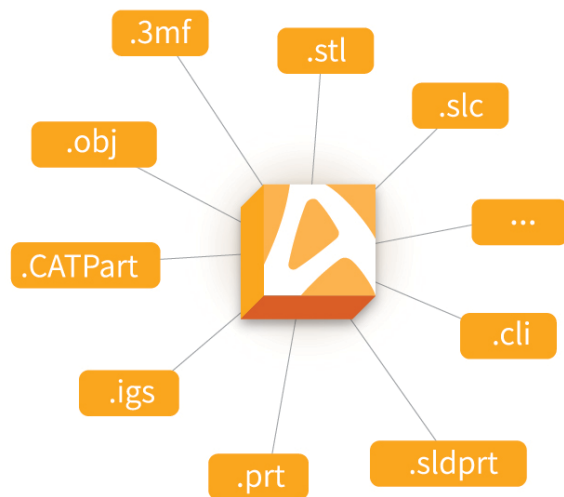 .3mf
.stl
.slc
.obj
...
.CATPart
.cli
.igs
.sldprt
.prt